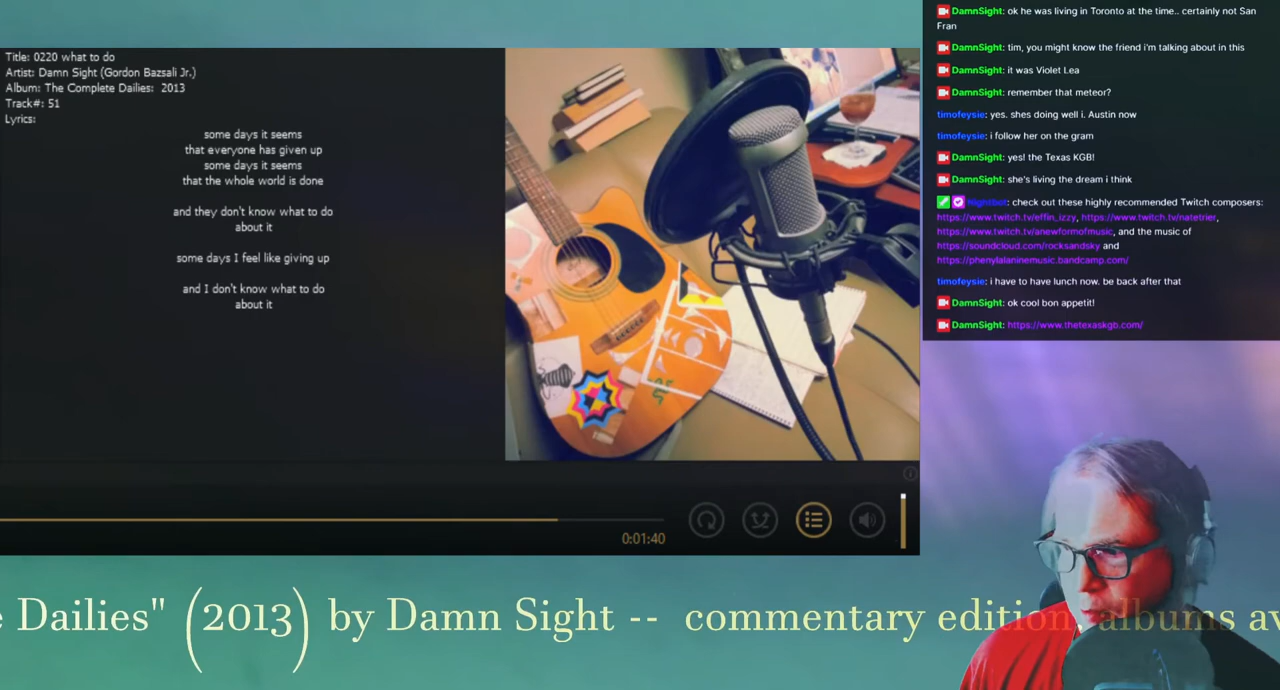 Title: 0220 what to do
Artist: Damn Sight (Gordon Bazsali Jr.)
Album: The Complete Dailies:  2013
Track#: 51
Lyrics:
some days it seems
that everyone has given up
some days it seems
that the whole world is done
and they don't know what to do
about it
some days I feel like giving up
and I don't know what to do
about it
0:01:40
DamnSight: ok he was living in Toronto at the time.. certainly not San
Fran
DamnSight: tim, you might know the friend i'm talking about in this
DamnSight: it was Violet Lea
DamnSight: remember that meteor?
timofeysie: yes. shes doing well i. Austin now
timofeysie: i follow her on the gram
DamnSight: yes! the Texas KGB!
DamnSight: she's living the dream i think
Nightbot: check out these highly recommended Twitch composers:
https://www.twitch.tv/effin_izzy, https://www.twitch.tv/natetrier,
https://www.twitch.tv/anewformofmusic, and the music of
https://soundcloud.com/rocksandsky and
https://phenylalaninemusic.bandcamp.com/
timofeysie: i have to have lunch now. be back after that
DamnSight: ok cool bon appetit!
DamnSight: https://www.thetexaskgb.com/
e Dailies" (2013) by Damn Sight --  commentary edition, albums av